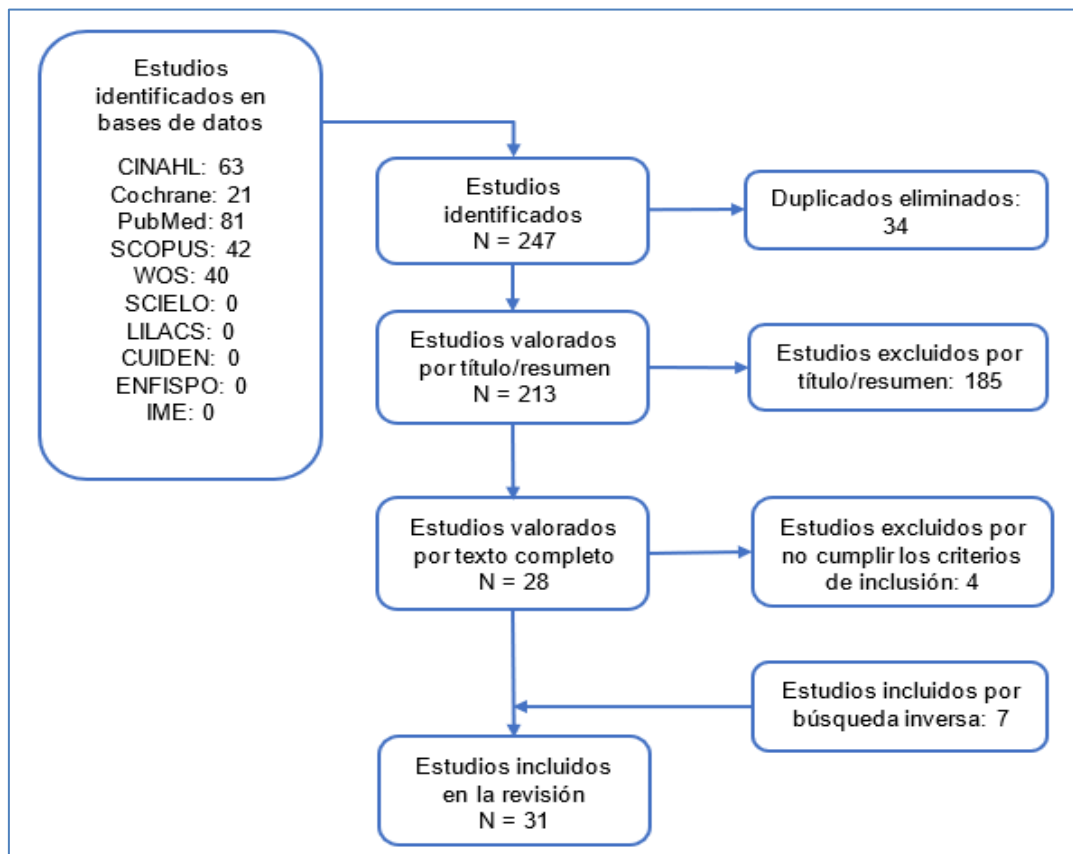 Estudios
identificados en
bases de datos
CINAHL: 63
Cochrane: 21
PubMed: 81
SCOPUS: 42
WOS: 40
SCIELO: 0
LILACS: 0
CUIDEN: 0
ENFISPO: 0
IME: 0
Estudios
identificados
N = 247
Duplicados eliminados:
34
Estudios valorados
por título/resumen
N = 213
Estudios excluidos por
título/resumen: 185
Estudios valorados
por texto completo
N = 28
Estudios excluidos por
no cumplir los criterios
de inclusión: 4
Estudios incluidos por
búsqueda inversa: 7
Estudios incluidos
en la revisión
N = 31